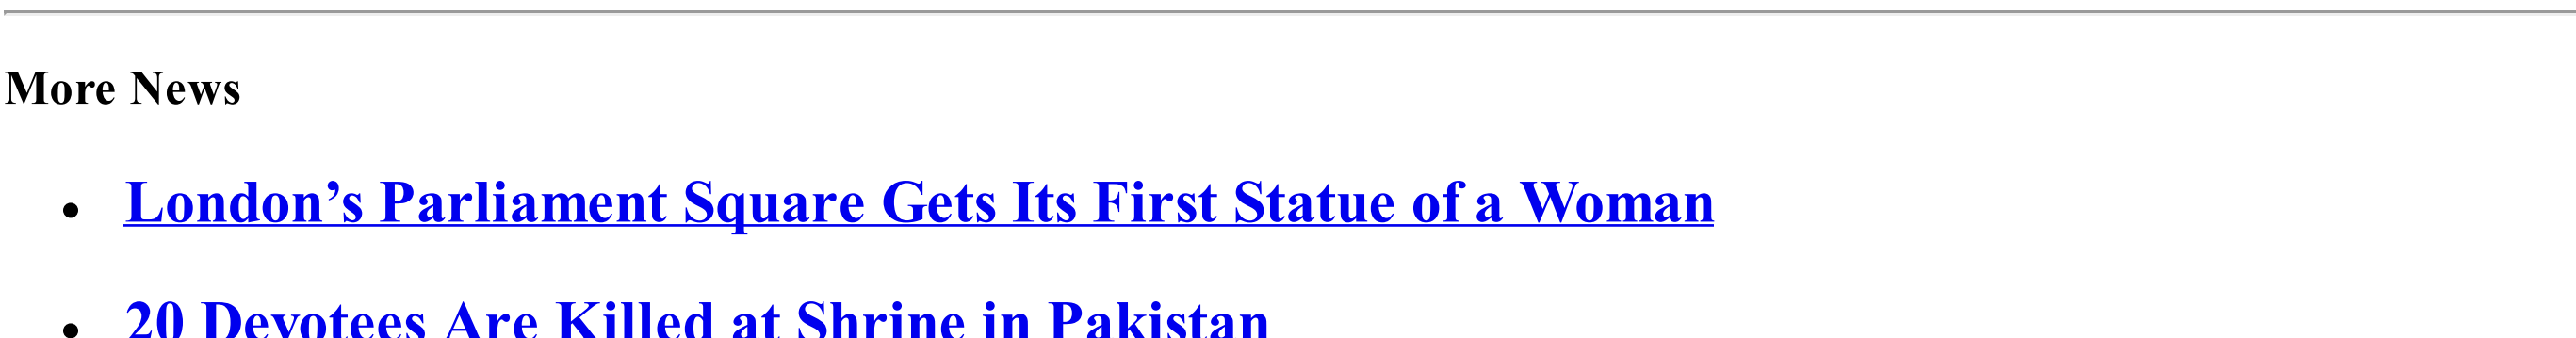 More News
London’s Parliament Square Gets Its First Statue of a Woman
20 Devotees Are Killed at Shrine in Pakistan